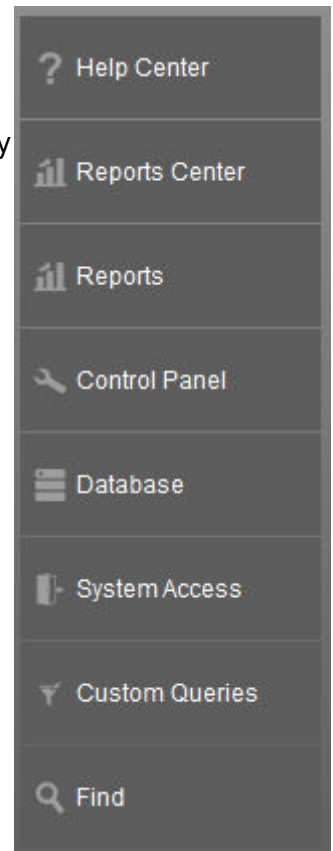 Help Center
y
Reports Center
Reports
Control Panel
Database
System Access
Custom Queries
Find